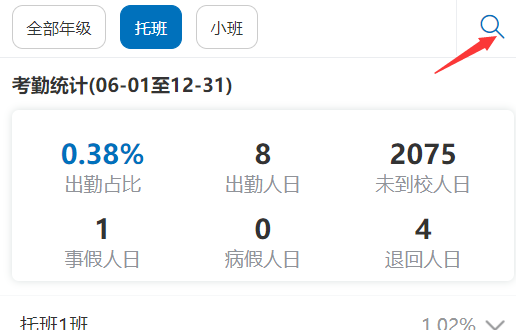 全部年级 托班 小班
考勤统计(06-01至12-31)
0.38% 8 2075
出勤占比 出勤人日 未到校人日
1 0 4
事假人日 病假人日 退回人日
托班1班 1.02%